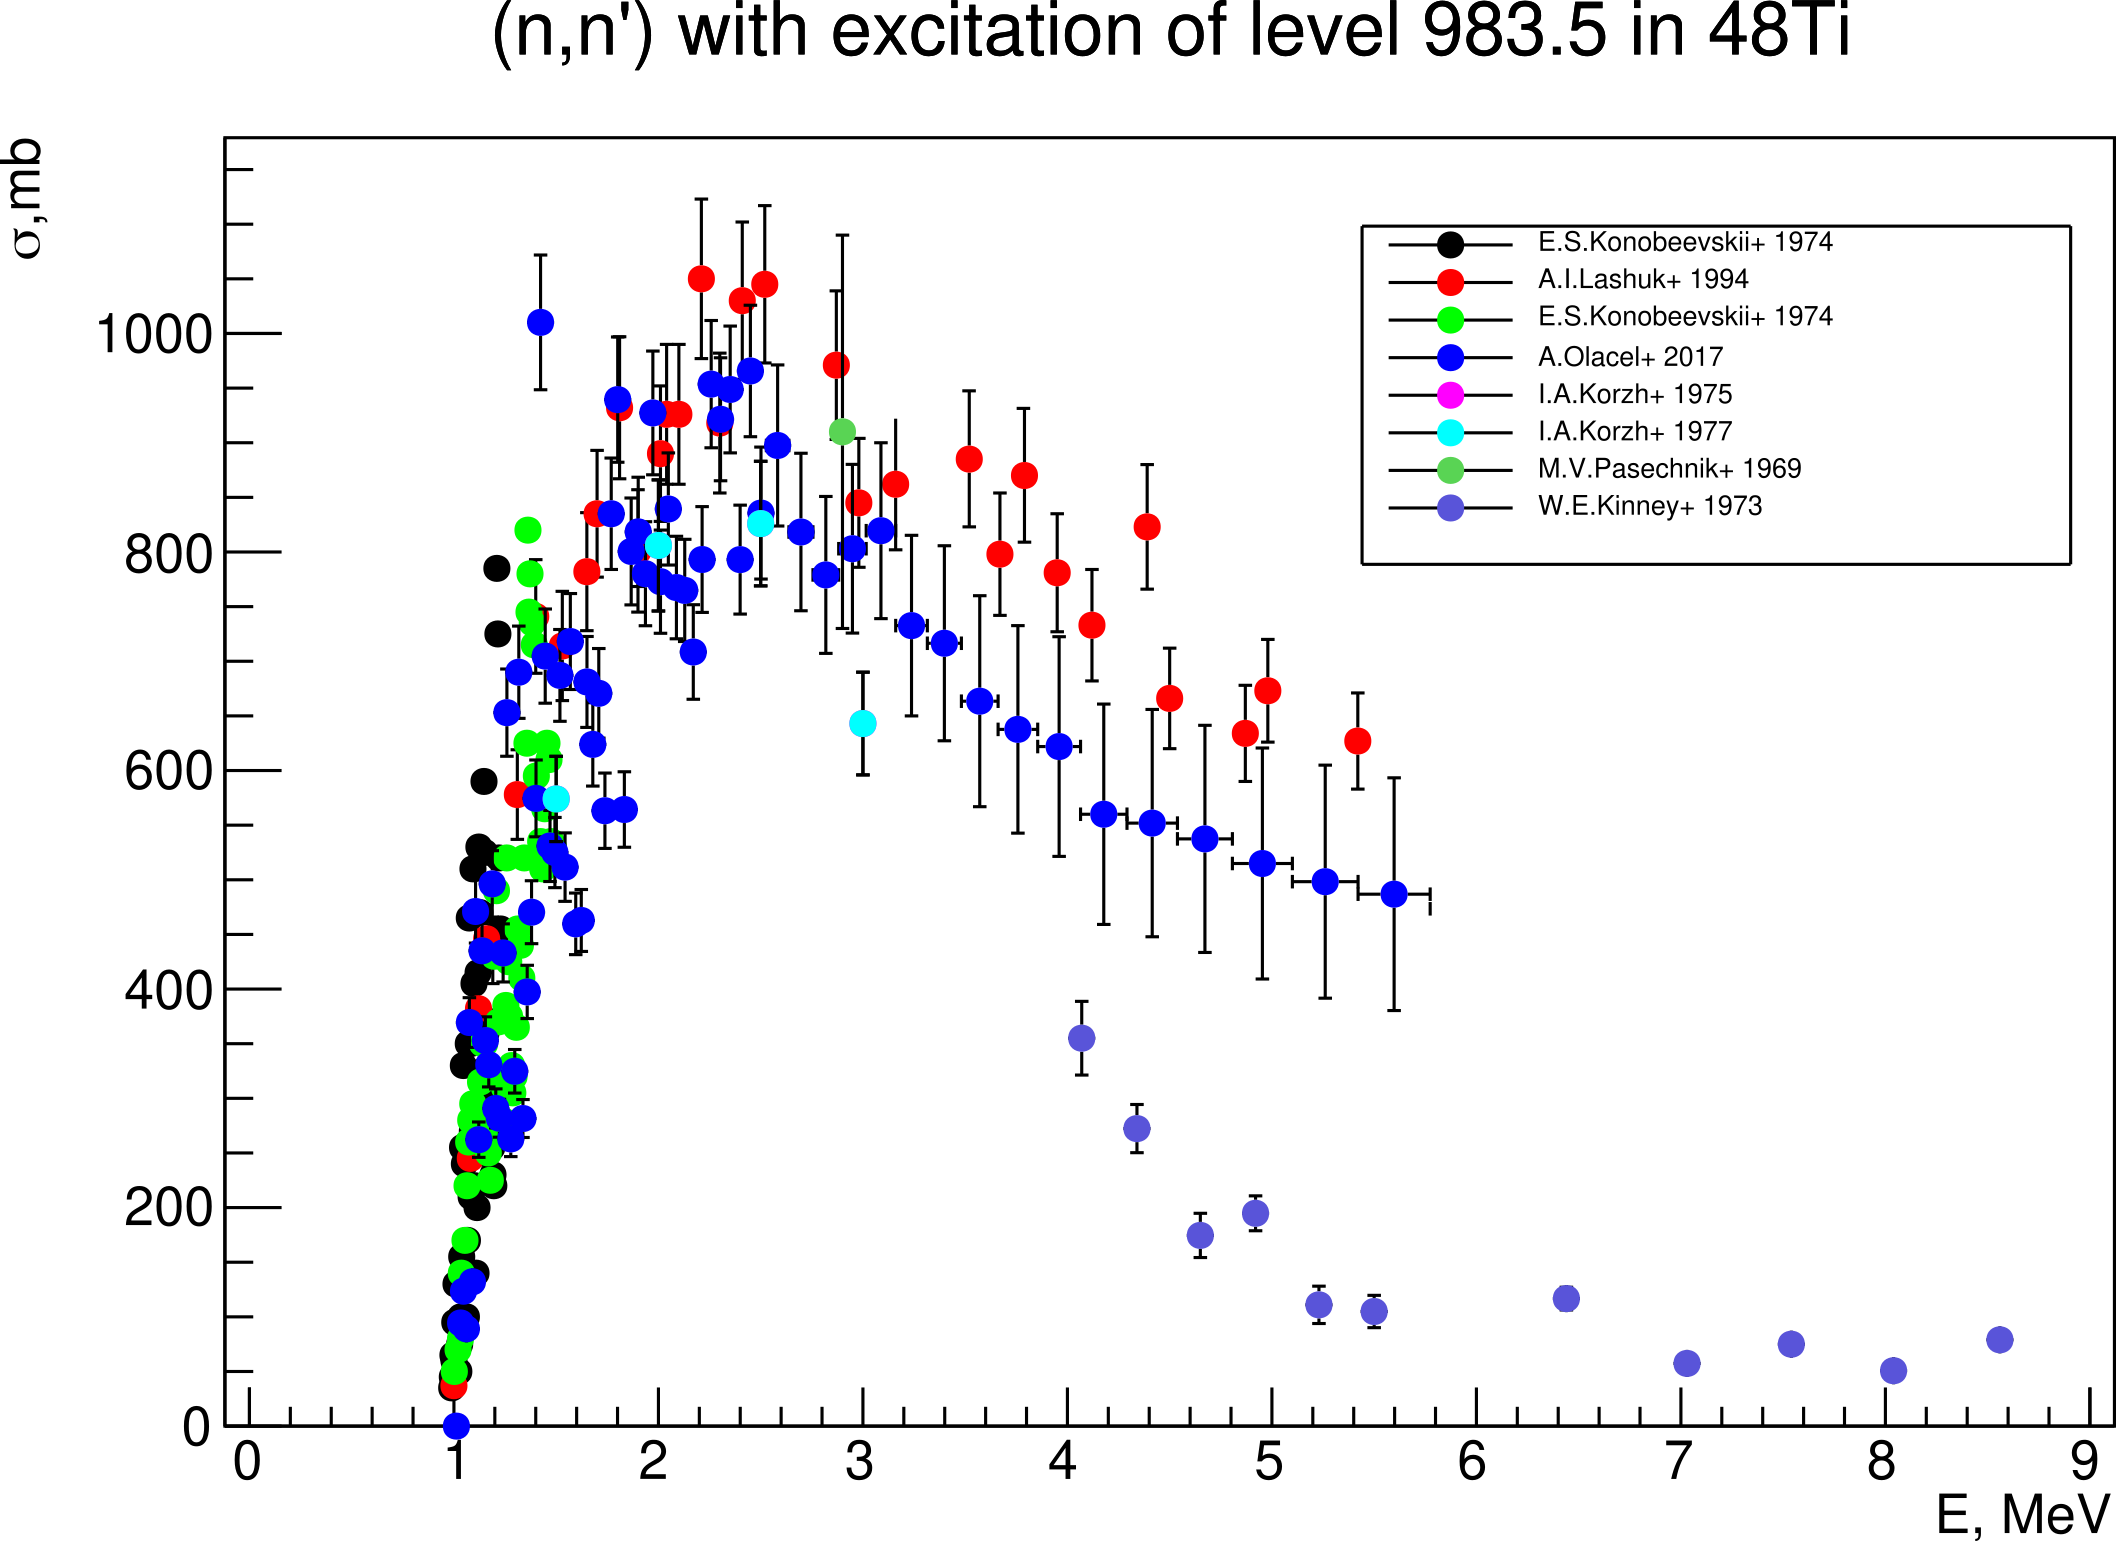 (n,n') with excitation of level 983.5 in 48Ti
σ,mb
E.S.Konobeevskii+ 1974
A.I.Lashuk+ 1994
E.S.Konobeevskii+ 1974
A.Olacel+ 2017
I.A.Korzh+ 1975
I.A.Korzh+ 1977
M.V.Pasechnik+ 1969
W.E.Kinney+ 1973
1000
800
600
400
200
0
0 1 2 3 4 5 6 7 8 9
E, MeV